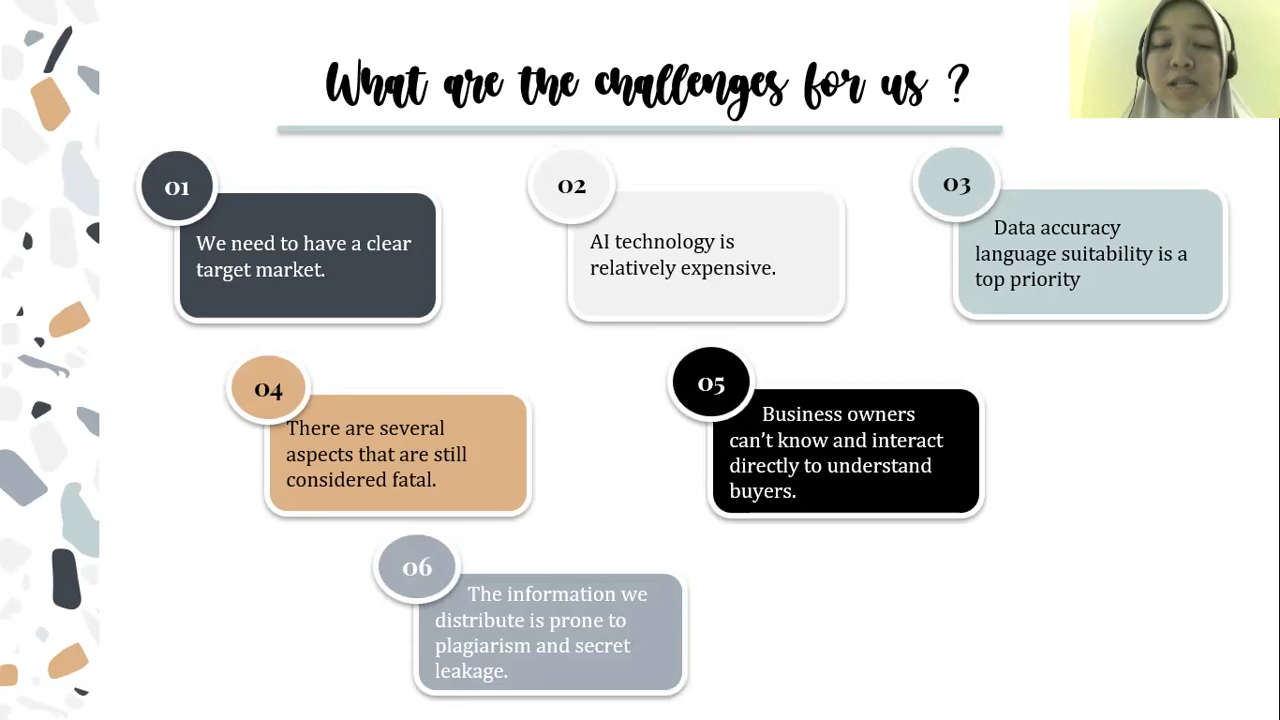 What are the challenges for us ?
01
We need to have a clear
target market.
02
AI technology is
relatively expensive.
03
Data accuracy
language suitability is a
top priority
04
There are several
aspects that are still
considered fatal.
05
Business owners
can’t know and interact
directly to understand
buyers.
06
The information we
distribute is prone to
plagiarism and secret
leakage.